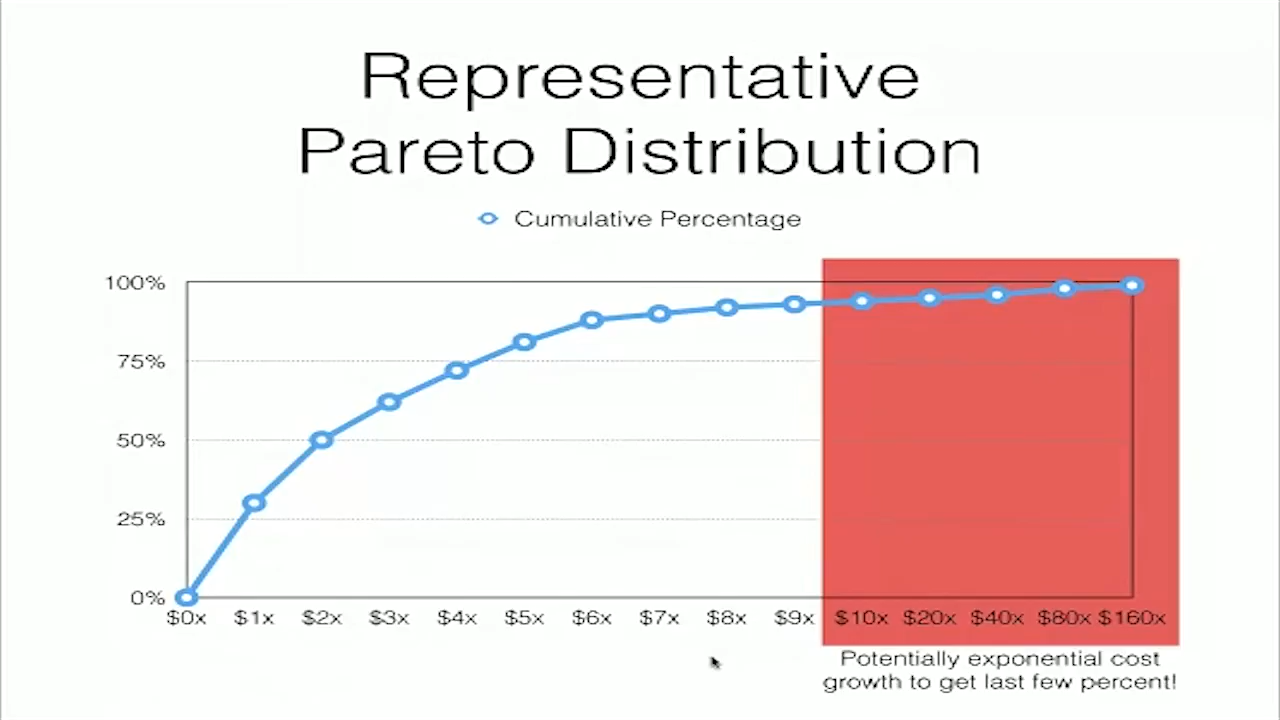 Representative
Pareto Distribution
Cumulative Percentage
100%
75%
50%
25%
0%
$0x $1x $2x $3x $4x $5x $6x $7x $8x $9x $10x $20x $40x $80x $160x
Potentially exponential cost
growth to get last few percent!